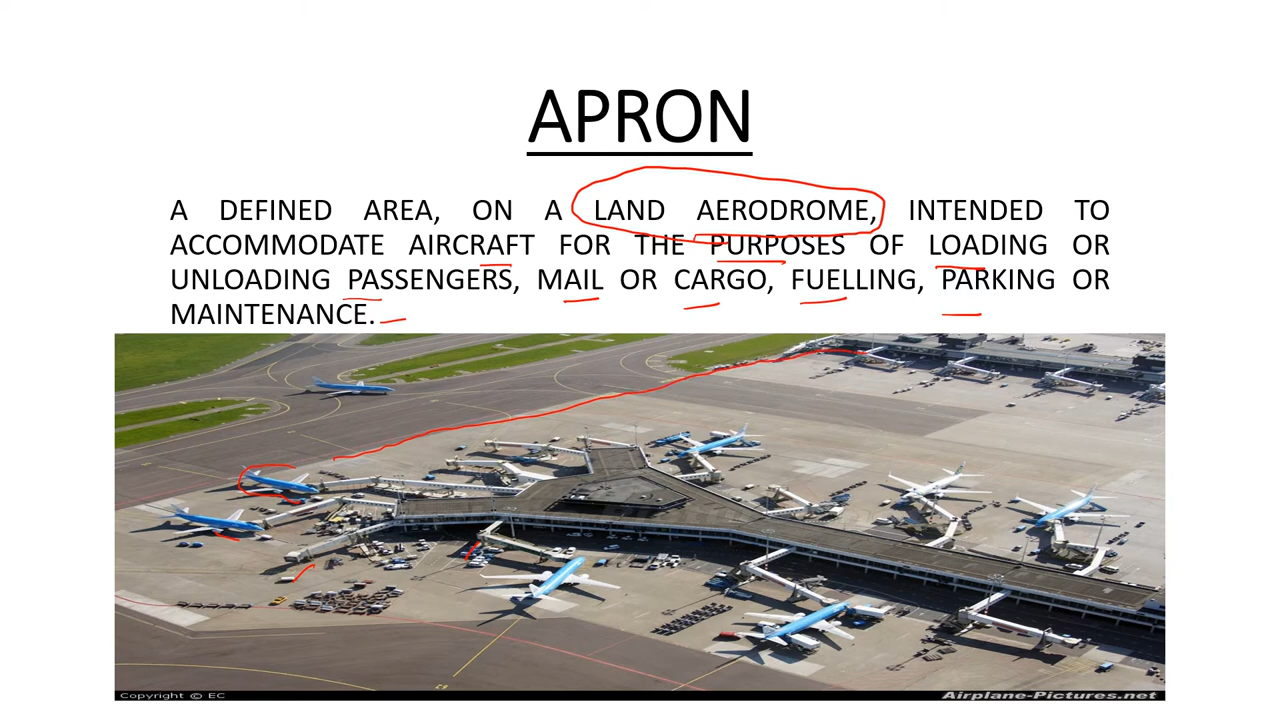 APRON
A DEFINED AREA, ON A LAND AERODROME, INTENDED TO
ACCOMMODATE AIRCRAFT FOR THE PURPOSES OF LOADING OR
UNLOADING PASSENGERS, MAIL OR CARGO, FUELLING, PARKING OR
MAINTENANCE.
Copyright © EC
Airplane-Pictures.net